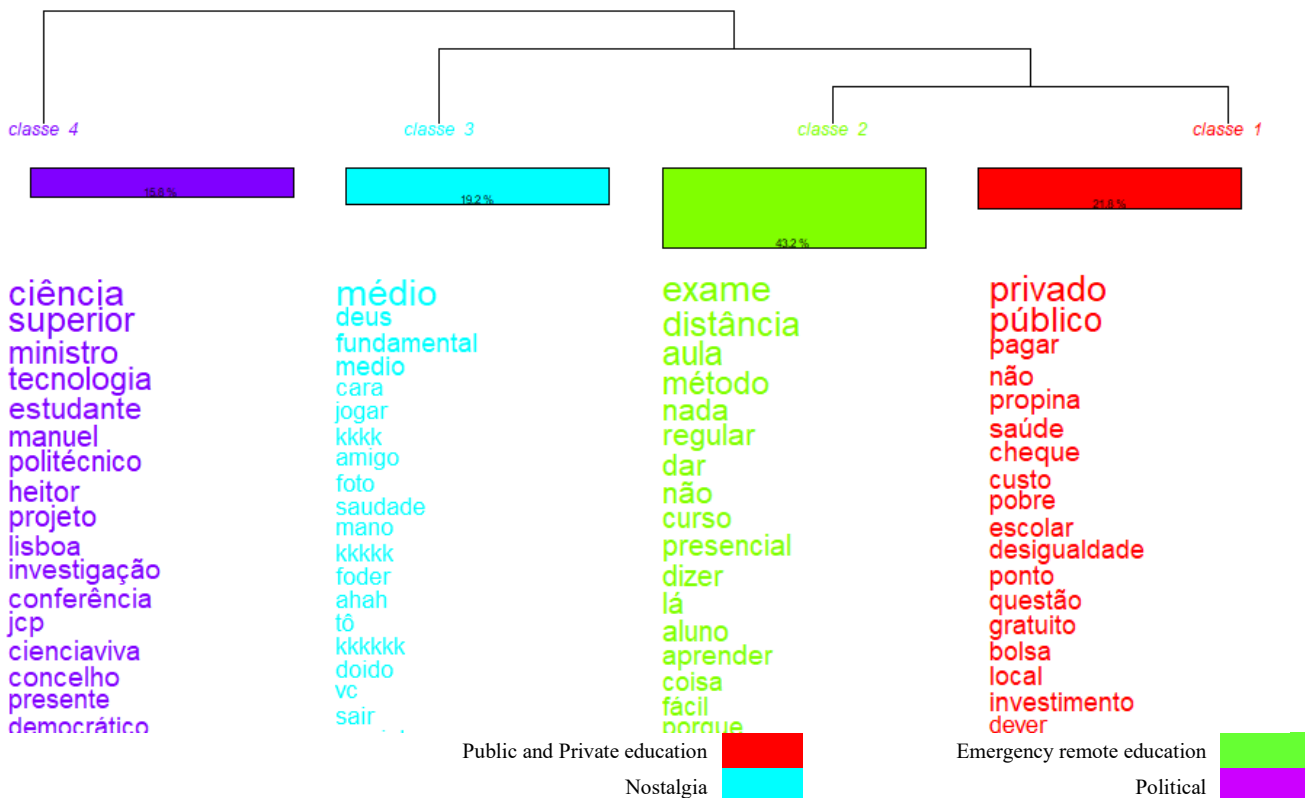 classe 4
classe 3
classe 2
classe 1
15.8 %
19.2 %
43.2 %
21.8 %
ciência
superior
ministro
tecnologia
estudante
manuel
politécnico
heitor
projeto
lisboa
investigação
conferência
jcp
cienciaviva
concelho
presente
democrático
médio
deus
fundamental
medio
cara
jogar
kkkk
amigo
foto
saudade
mano
kkkkk
foder
ahah
tô
kkkkkk
doido
vc
sair
exame
distância
aula
método
nada
regular
dar
não
curso
presencial
dizer
lá
aluno
aprender
coisa
fácil
porque
privado
público
pagar
não
propina
saúde
cheque
custo
pobre
escolar
desigualdade
ponto
questão
gratuito
bolsa
local
investimento
dever
Public and Private education
Emergency remote education
Nostalgia
Political